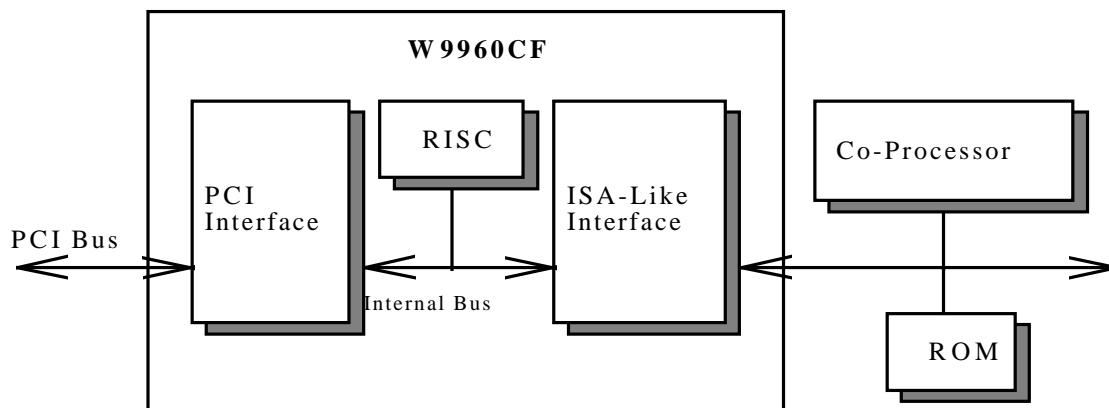 W9960CF
RISC
Co-Processor
PCI
Interface
ISA-Like
Interface
PCI Bus
Internal Bus
ROM